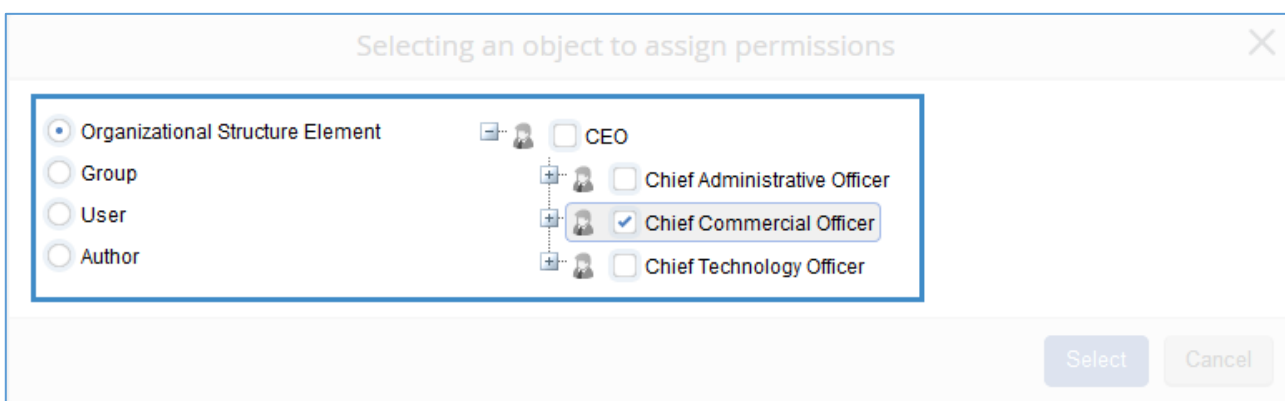 Selecting an object to assign permissions
Organizational Structure Element
Group
User
Author
CEO
Chief Administrative Officer
Chief Commercial Officer
Chief Technology Officer
Select
Cancel